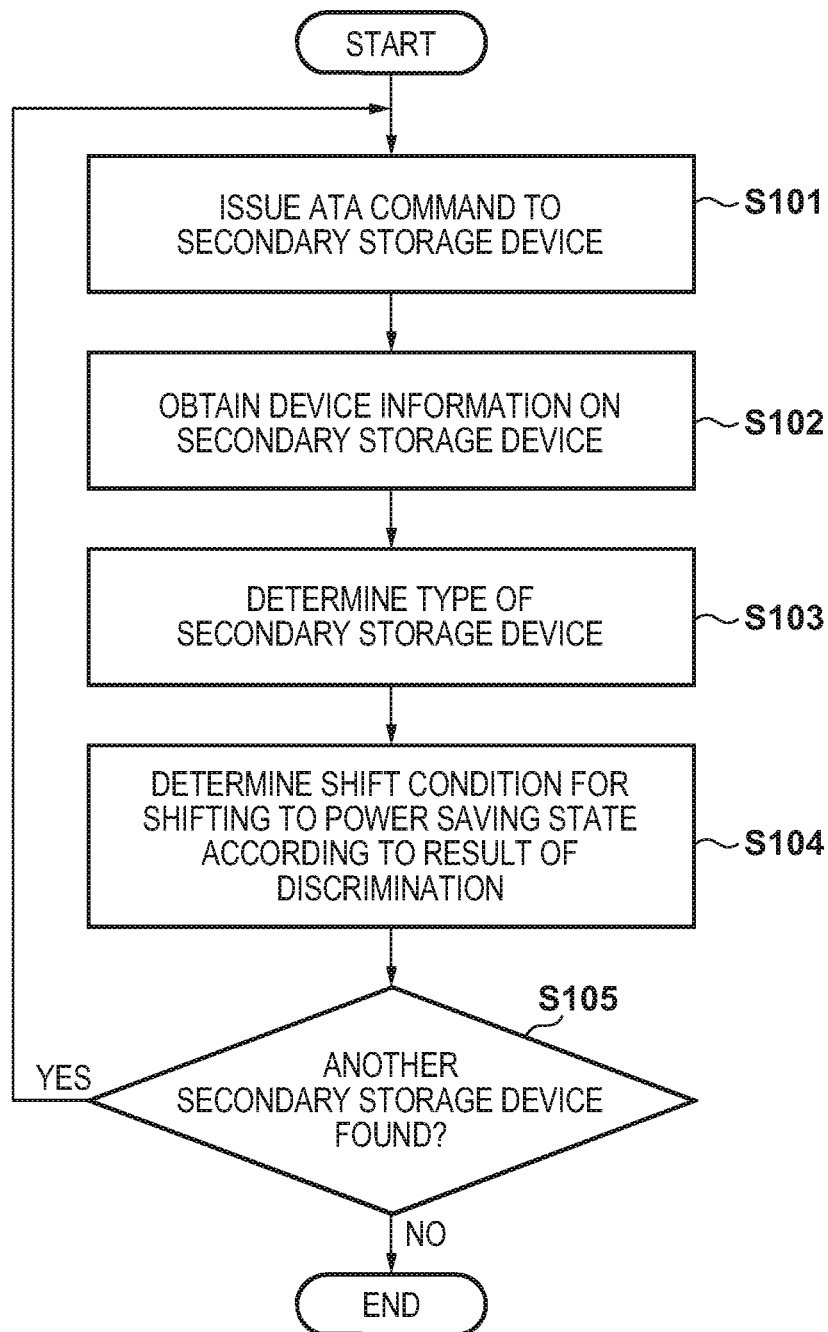 START
ISSUE ATA COMMAND TO
SECONDARY STORAGE DEVICE
S101
OBTAIN DEVICE INFORMATION ON
SECONDARY STORAGE DEVICE
S102
DETERMINE TYPE OF
SECONDARY STORAGE DEVICE
S103
DETERMINE SHIFT CONDITION FOR
SHIFTING TO POWER SAVING STATE
ACCORDING TO RESULT OF
DISCRIMINATION
S104
S105
ANOTHER
SECONDARY STORAGE DEVICE
FOUND?
YES
NO
END